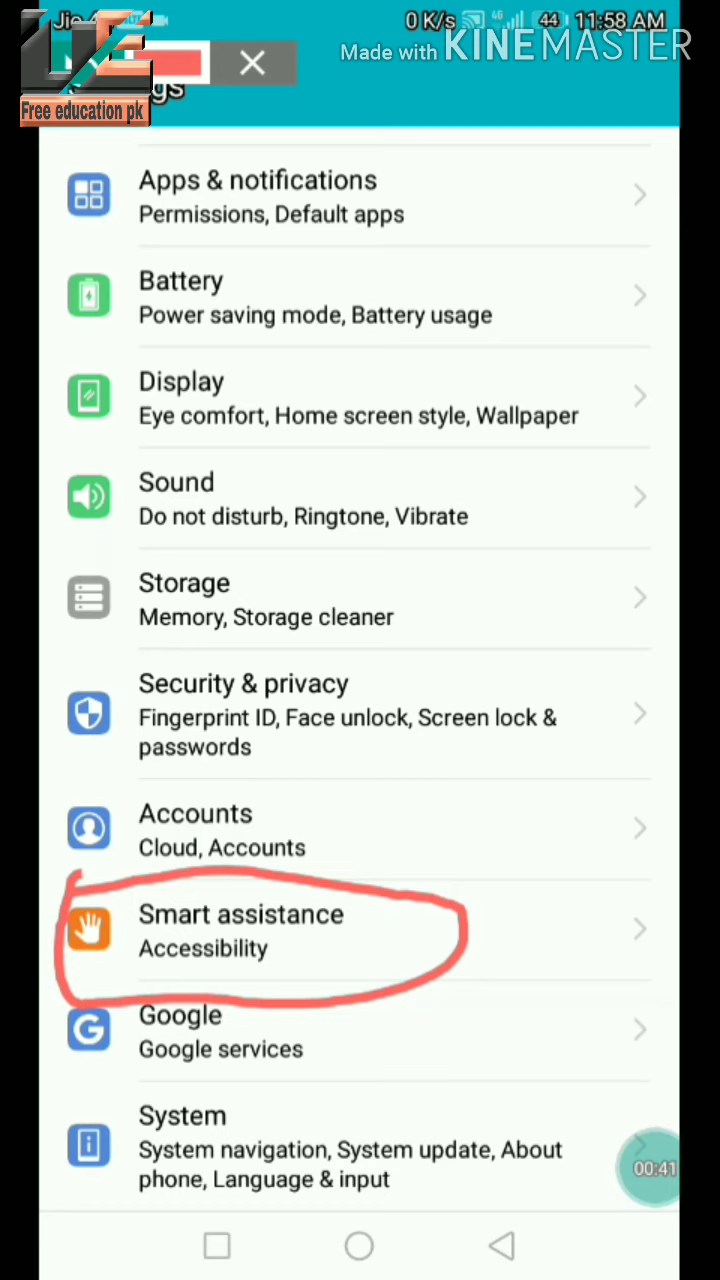 0 K/s 4G 44 11:58 AM
Made with KINEMASTER
Free education pk
Apps & notifications
Permissions, Default apps
Battery
Power saving mode, Battery usage
Display
Eye comfort, Home screen style, Wallpaper
Sound
Do not disturb, Ringtone, Vibrate
Storage
Memory, Storage cleaner
Security & privacy
Fingerprint ID, Face unlock, Screen lock &
passwords
Accounts
Cloud, Accounts
Smart assistance
Accessibility
Google
Google services
System
System navigation, System update, About
phone, Language & input
00:41